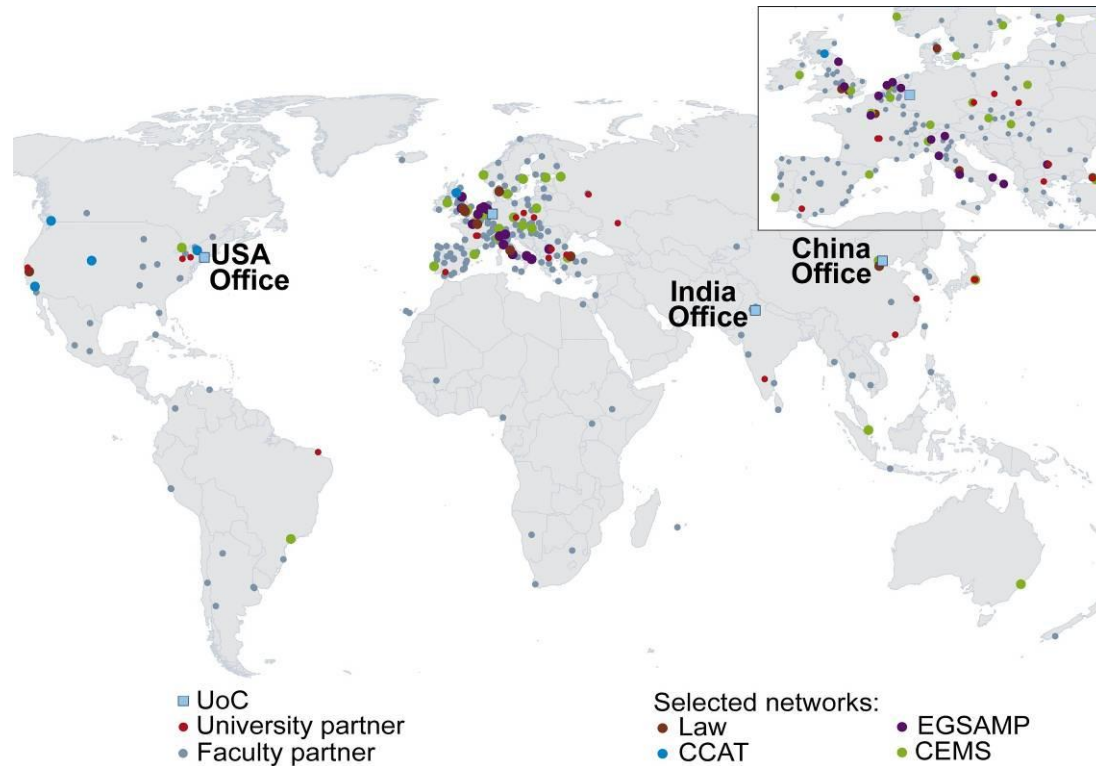 USA
Office
China
Office
India
Office
UoC
University partner
Faculty partner
Selected networks:
Law
CCAT
EGSAMP
CEMS